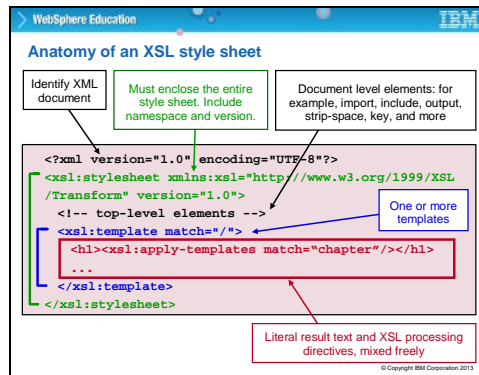 WebSphere Education
IBM
Anatomy of an XSL style sheet
Identify XML
document
Must enclose the entire
style sheet. Include
namespace and version.
Document level elements: for
example, import, include, output,
strip-space, key, and more
<?xml version="1.0" encoding="UTF-8"?>
<xsl:stylesheet xmlns:xsl="http://www.w3.org/1999/XSL
/Transform" version="1.0">
<!-- top-level elements -->
One or more
templates
<xsl:template match="/">
<h1><xsl:apply-templates match=“chapter”/></h1>
...
</xsl:template>
</xsl:stylesheet>
Literal result text and XSL processing
directives, mixed freely
© Copyright IBM Corporation 2013